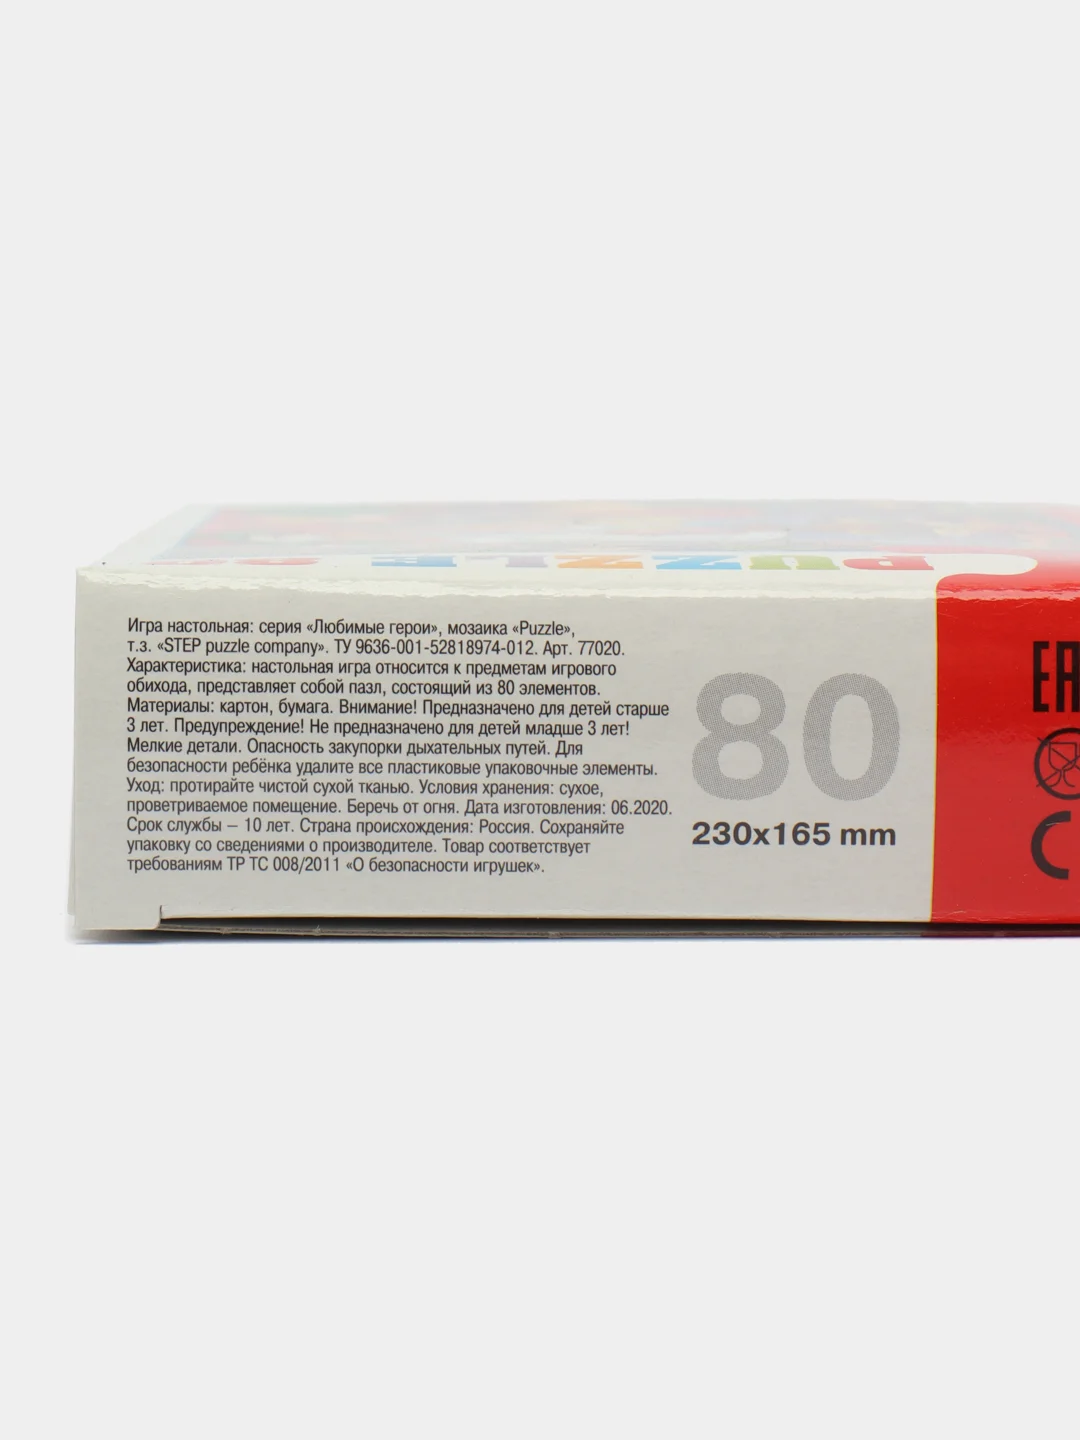 PUZZLE 80
Игра настольная: серия «Любимые герои», мозаика «Puzzle»,
т.з. «STEP puzzle company». ТУ 9636-001-52818974-012. Арт. 77020.
Характеристика: настольная игра относится к предметам игрового
обихода, представляет собой пазл, состоящий из 80 элементов.
Материалы: картон, бумага. Внимание! Предназначено для детей старше
3 лет. Предупреждение! Не предназначено для детей младше 3 лет!
Мелкие детали. Опасность закупорки дыхательных путей. Для
безопасности ребёнка удалите все пластиковые упаковочные элементы.
Уход: протирайте чистой сухой тканью. Условия хранения: сухое,
проветриваемое помещение. Беречь от огня. Дата изготовления: 06.2020.
Срок службы – 10 лет. Страна происхождения: Россия. Сохраняйте
упаковку со сведениями о производителе. Товар соответствует
требованиям ТР ТС 008/2011 «О безопасности игрушек».
80
230x165 mm
EA
C